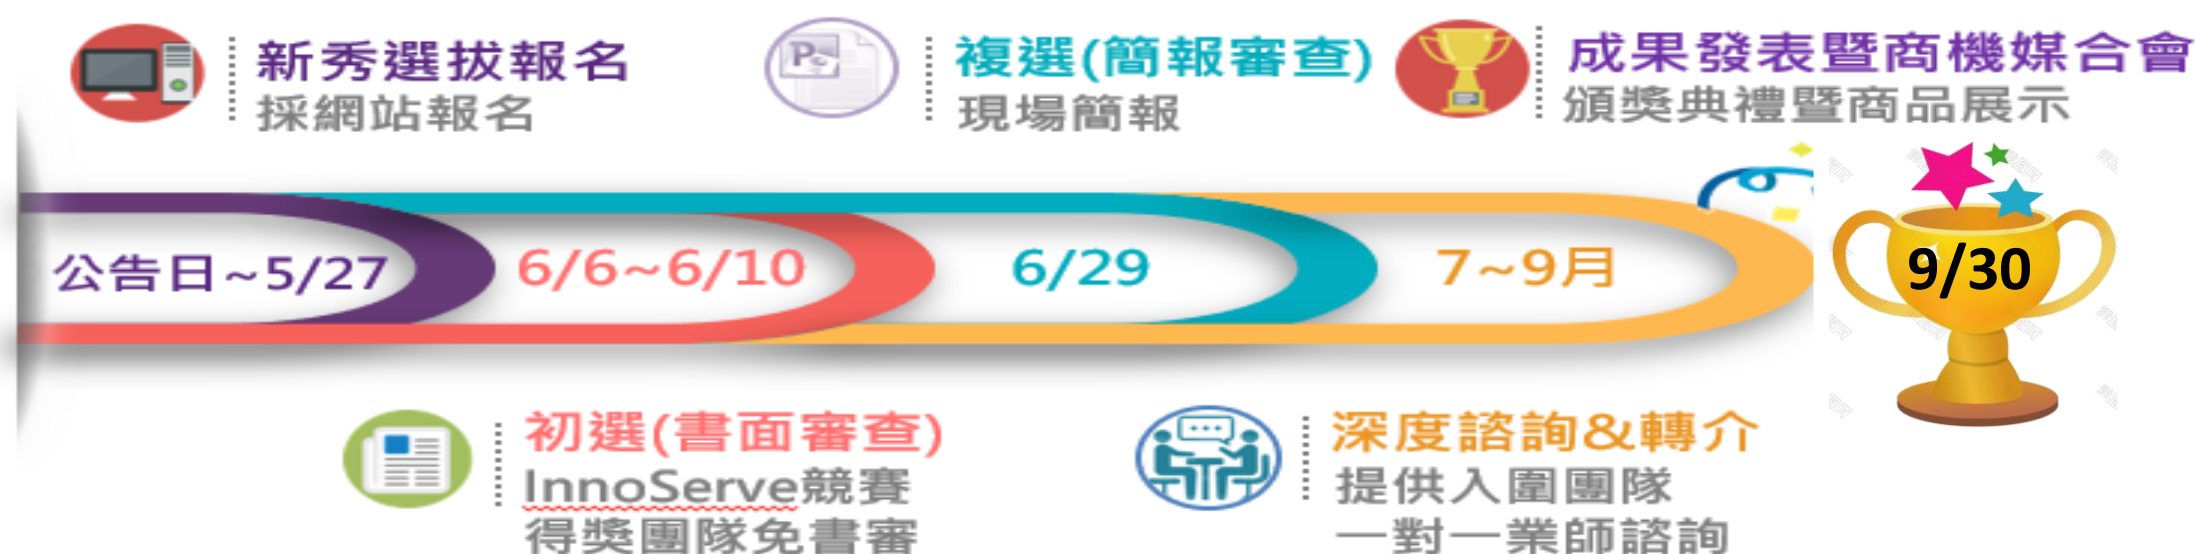 新秀選拔報名
採網站報名
複選(簡報審查)
現場簡報
成果發表暨商機媒合會
頒獎典禮暨商品展示
公告日~5/27
6/6~6/10
6/29
7~9月
9/30
初選(書面審查)
InnoServe競賽
得獎團隊免書審
深度諮詢&轉介
提供入圍團隊
一對一業師諮詢